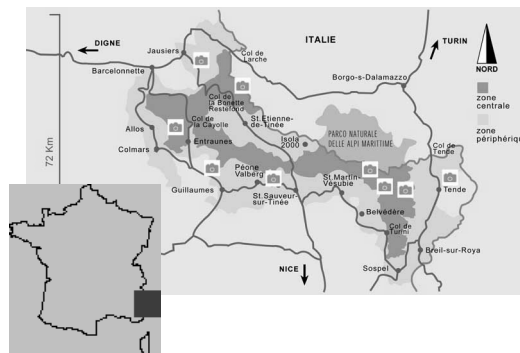 ITALIE
TURIN
DIGNE
Jausiers
Col de
Larche
Barcelonnette
Borgo-s-Dalamazzo
NORD
zone
centrale
zone
périphérique
Col de
la Bonette
Restefond
St.Etienne-
de-Tinée
Col de
la Cayolle
Allos
Colmars
Entraunes
Isola
2000
PARCO NATURALE
DELLE ALPI MARITTIME
Col de
Tende
Péone
Valberg
Guillaumes
St.Sauveur-
sur-Tinée
St.Martin-
Vésubie
Tende
Belvédère
Col de
Turini
Breil-sur-Roya
Sospel
NICE
72 Km